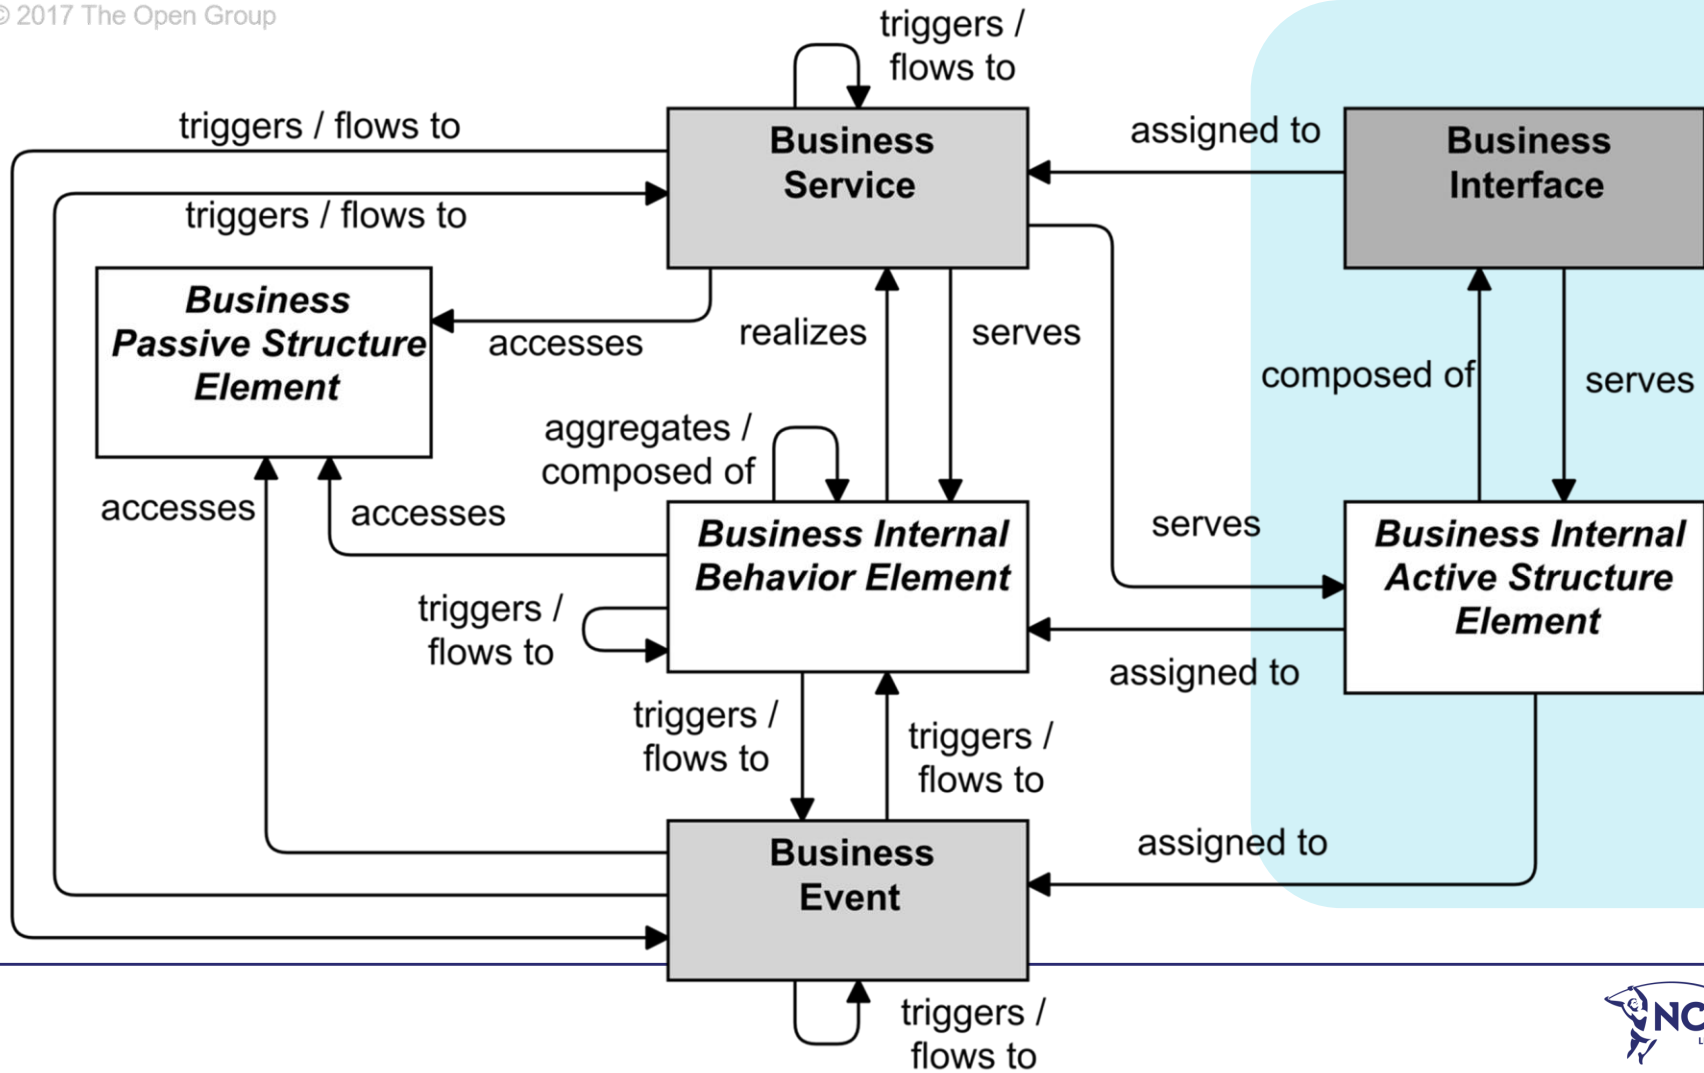 © 2017 The Open Group
triggers /
flows to
triggers / flows to
Business
Service
assigned to
Business
Interface
triggers / flows to
Business
Passive Structure
Element
accesses
realizes
serves
composed of
serves
aggregates /
composed of
accesses
accesses
Business Internal
Behavior Element
serves
Business Internal
Active Structure
Element
triggers /
flows to
assigned to
triggers /
flows to
triggers /
flows to
Business
Event
assigned to
triggers /
flows to
NC